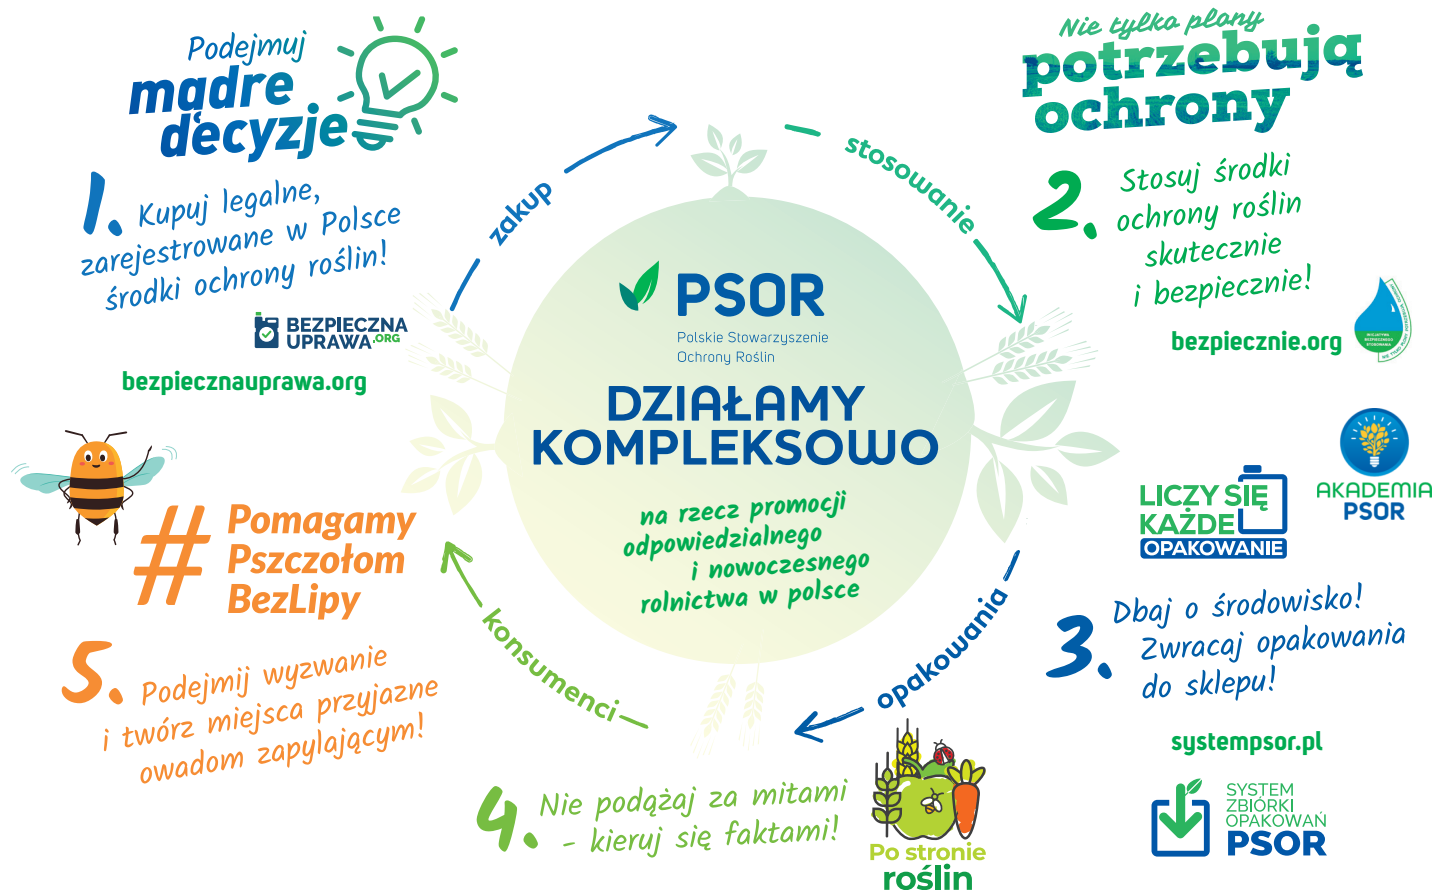 Podejmuj
mądre
decyzje
1. Kupuj legalne,
zarejestrowane w Polsce
środki ochrony roślin!
BEZPIECZNA
UPRAWA.ORG
bezpiecznauprawa.org
zakup
stosowanie
Nie tylko plony
potrzebują
ochrony
2. Stosuj środki
ochrony roślin
skutecznie
i bezpiecznie!
bezpiecznie.org
INICJATYWA
BEZPIECZNEGO
STOSOWANIA
PSOR
Polskie Stowarzyszenie
Ochrony Roślin
DZIAŁAMY
KOMPLEKSOWO
na rzecz promocji
odpowiedzialnego
i nowoczesnego
rolnictwa w polsce
AKADEMIA
PSOR
LICZY SIĘ
KAŻDE
OPAKOWANIE
3. Dbaj o środowisko!
Zwracaj opakowania
do sklepu!
systempsor.pl
SYSTEM
ZBIÓRKI
OPAKOWAŃ
PSOR
opakowania
konsumenci
4. Nie podążaj za mitami
- kieruj się faktami!
Po stronie
roślin
# Pomagamy
Pszczołom
BezLipy
5. Podejmij wyzwanie
i twórz miejsca przyjazne
owadom zapylającym!